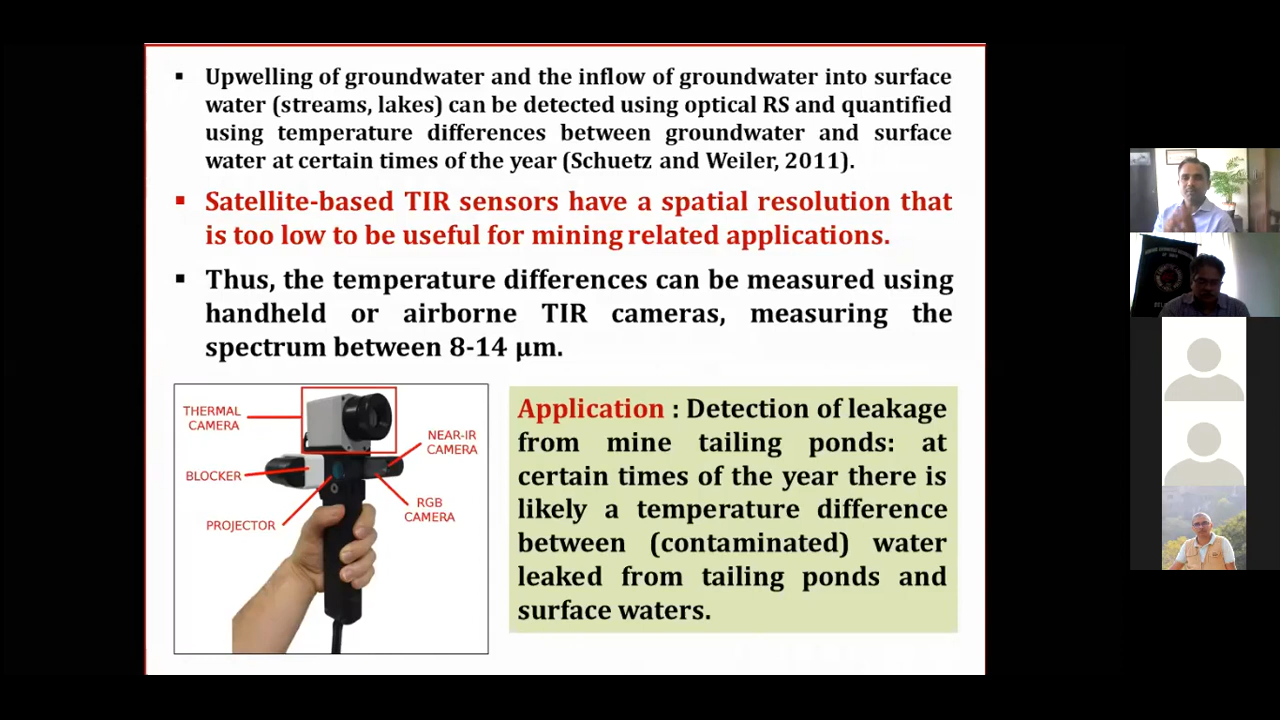 ▪ Upwelling of groundwater and the inflow of groundwater into surface
water (streams, lakes) can be detected using optical RS and quantified
using temperature differences between groundwater and surface
water at certain times of the year (Schuetz and Weiler, 2011).
▪ Satellite-based TIR sensors have a spatial resolution that
is too low to be useful for mining related applications.
▪ Thus, the temperature differences can be measured using
handheld or airborne TIR cameras, measuring the
spectrum between 8-14 μm.
THERMAL
CAMERA
NEAR-IR
CAMERA
BLOCKER
RGB
CAMERA
PROJECTOR
Application : Detection of leakage
from mine tailing ponds: at
certain times of the year there is
likely a temperature difference
between (contaminated) water
leaked from tailing ponds and
surface waters.